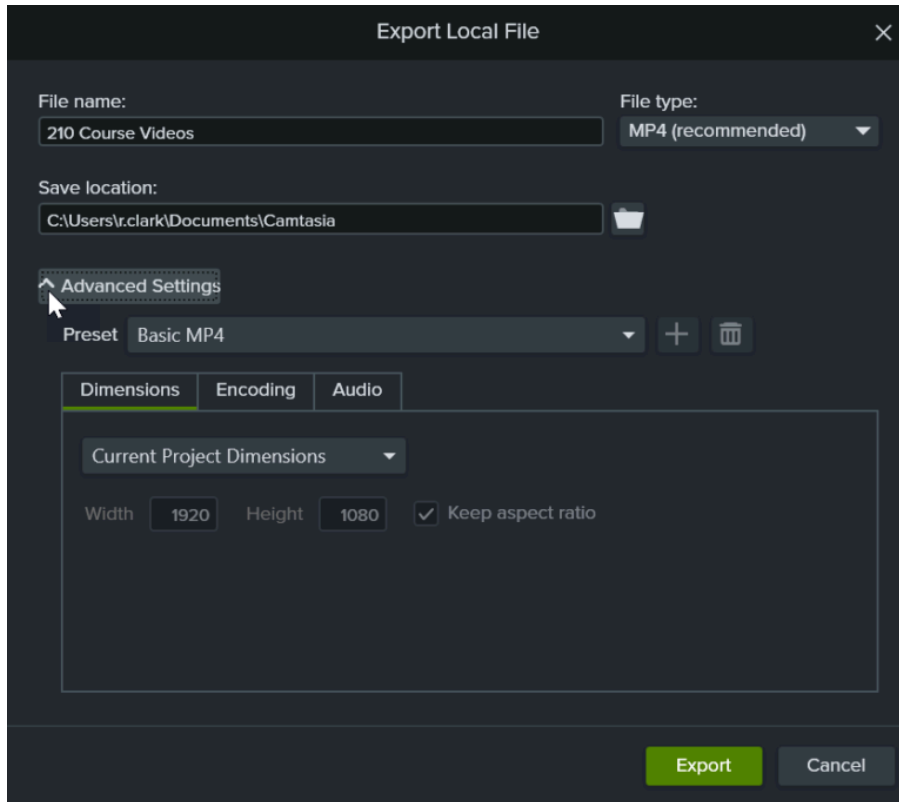 Export Local File
File name:
File type:
210 Course Videos
MP4 (recommended)
Save location:
C:\Users\r.clark\Documents\Camtasia
Advanced Settings
Preset Basic MP4
Dimensions Encoding Audio
Current Project Dimensions
Width 1920 Height 1080 Keep aspect ratio
Export Cancel